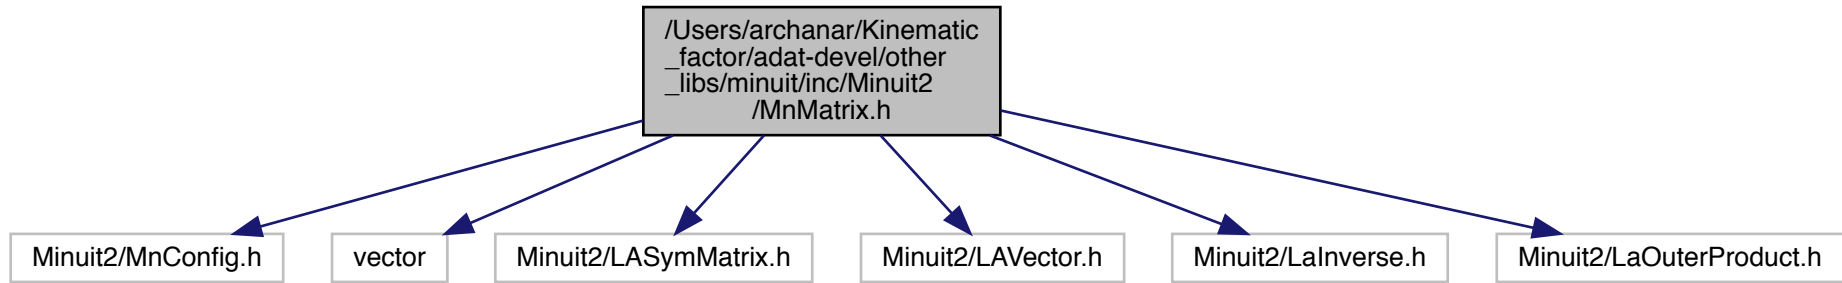 /Users/archanar/Kinematic
_factor/adat-devel/other
_libs/minuit/inc/Minuit2
/MnMatrix.h
Minuit2/MnConfig.h
vector
Minuit2/LASymMatrix.h
Minuit2/LAVector.h
Minuit2/LaInverse.h
Minuit2/LaOuterProduct.h